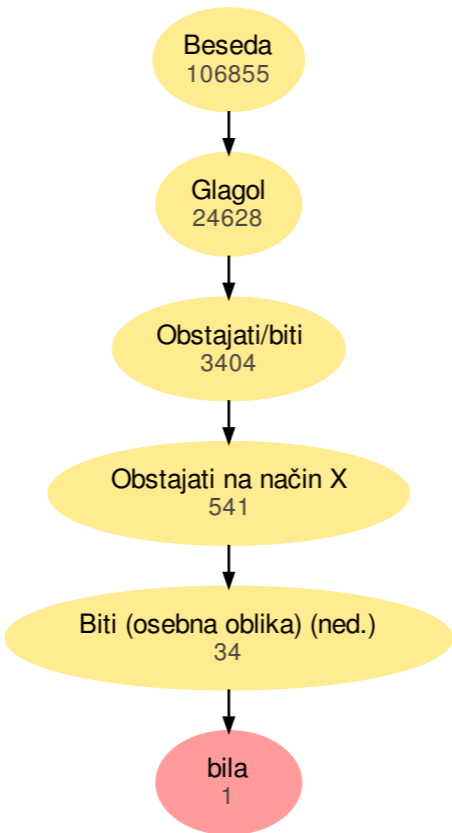 Beseda
106855
Glagol
24628
Obstajati/biti
3404
Obstajati na način X
541
Biti (osebna oblika) (ned.)
34
bila
1